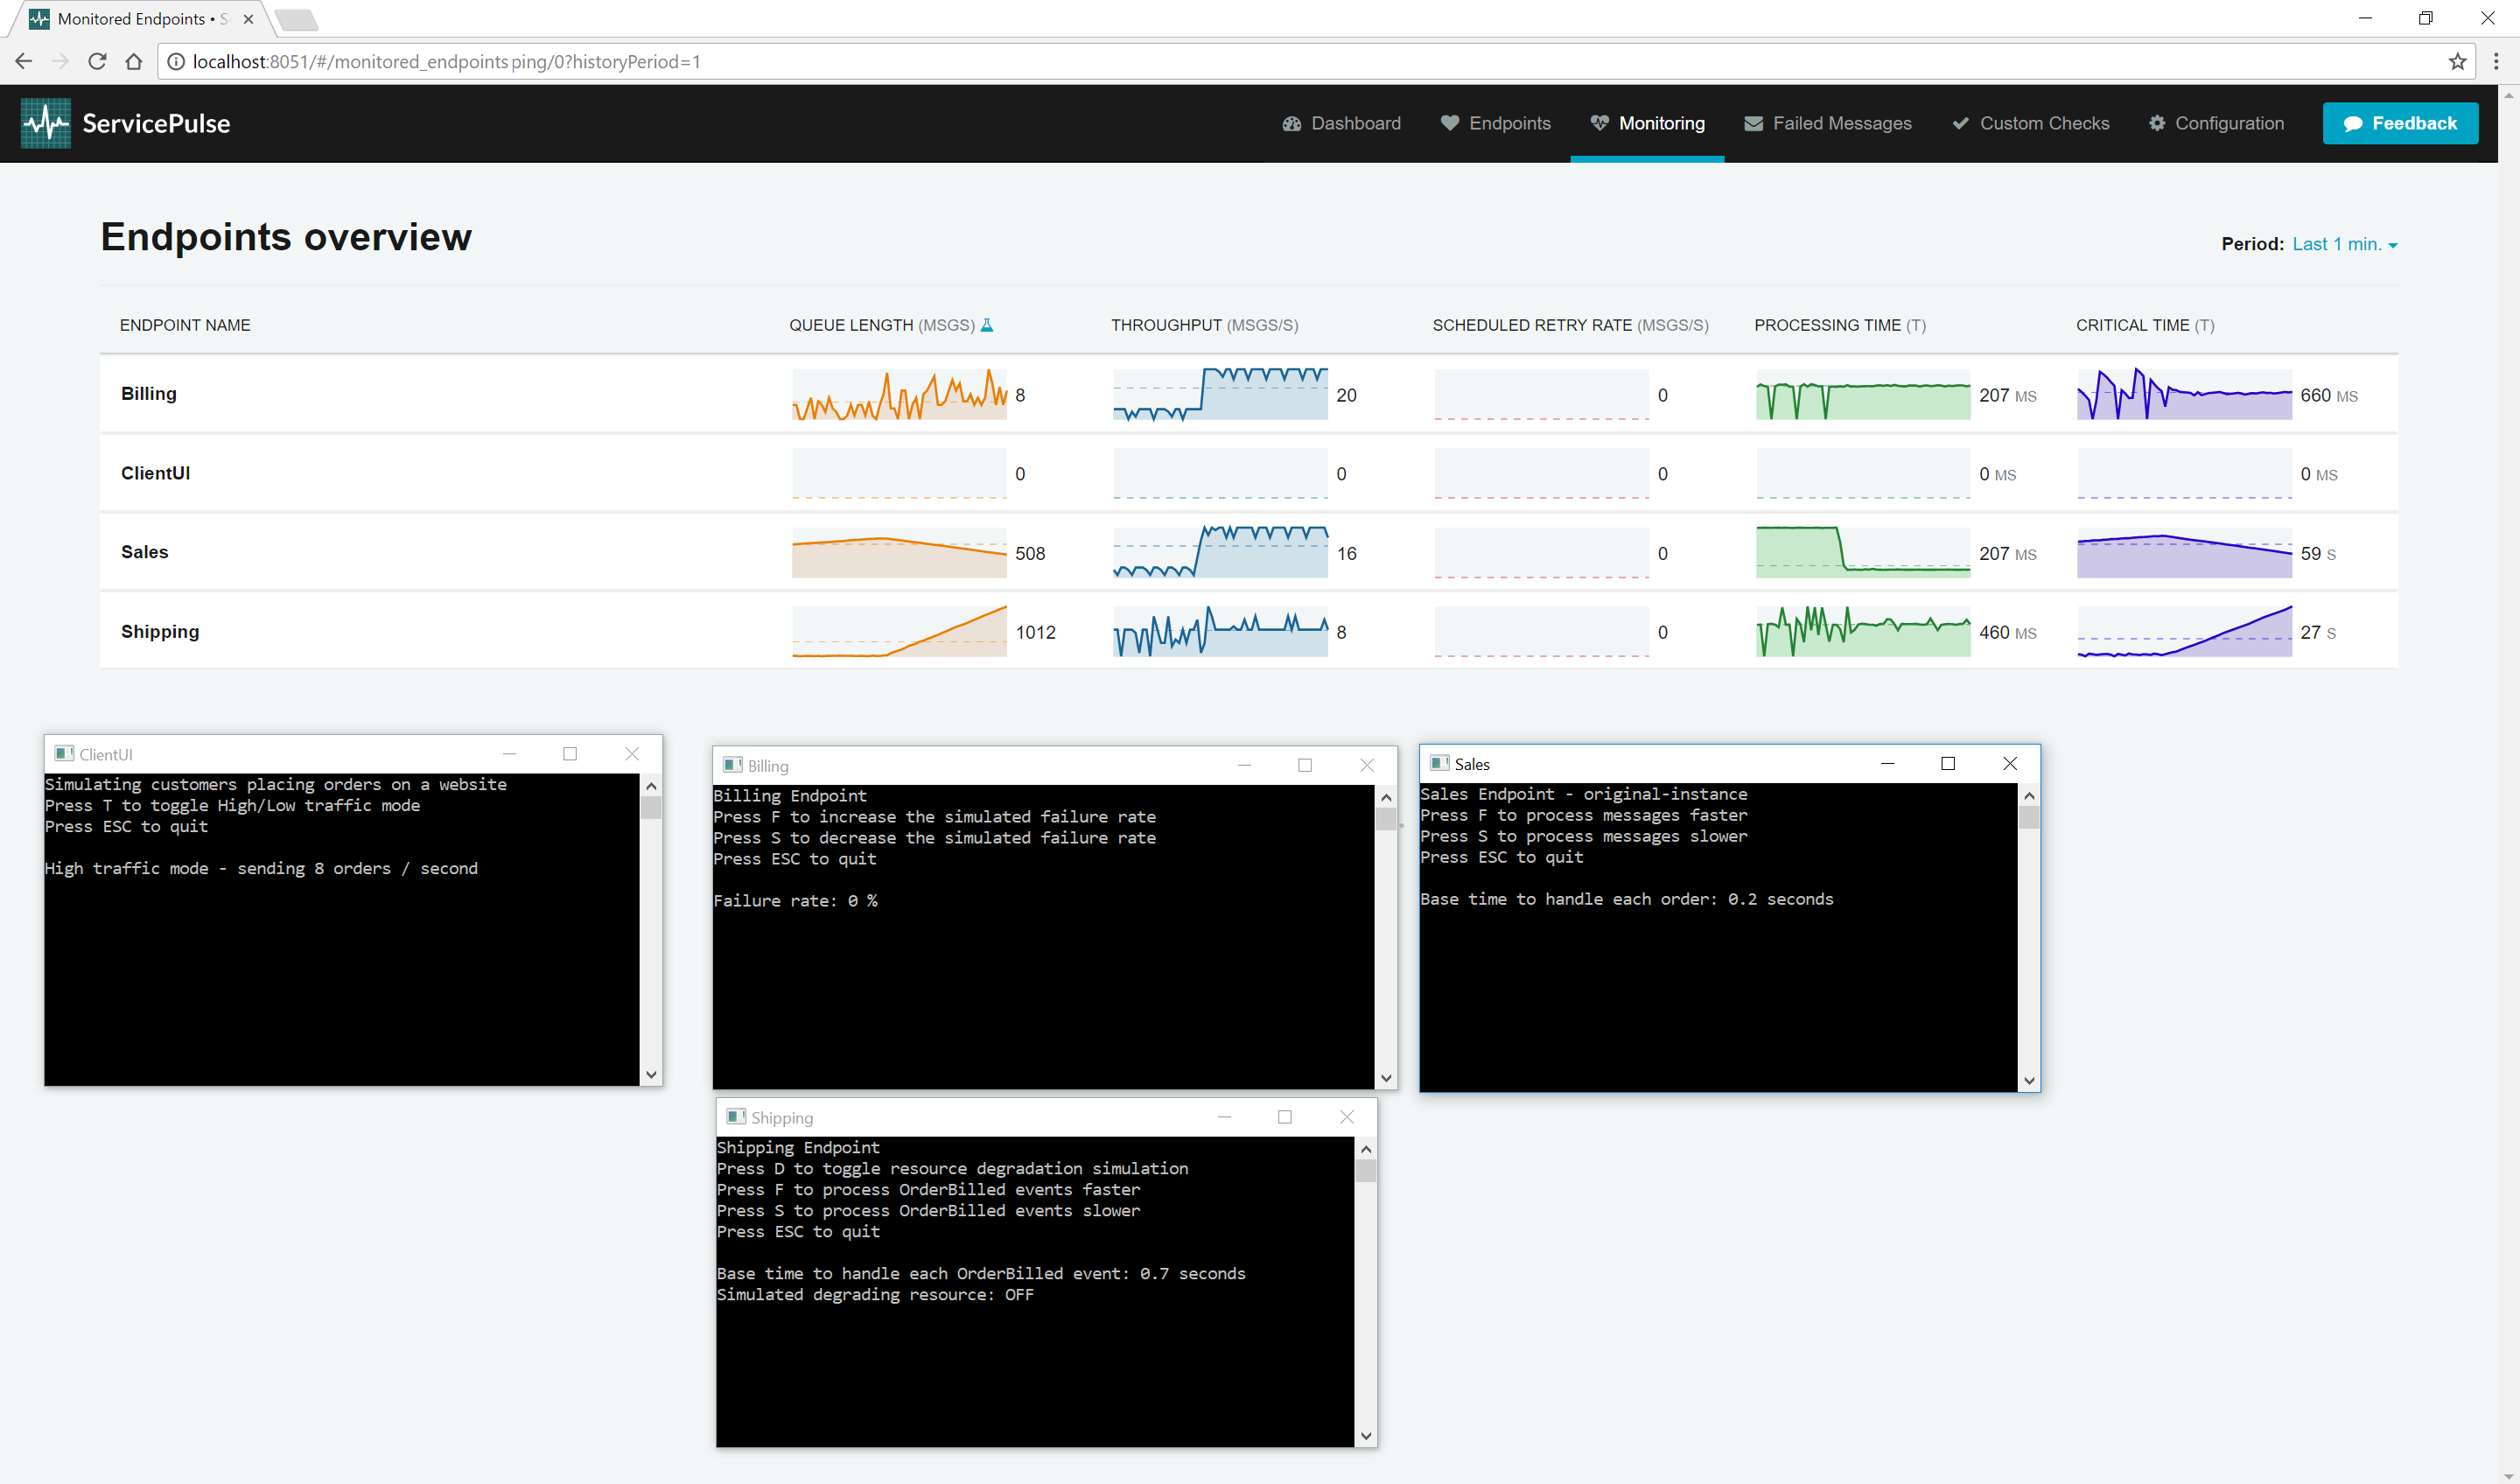 Monitored Endpoints • S
localhost:8051/#/monitored_endpoints ping/0?historyPeriod=1
ServicePulse
Dashboard Endpoints Monitoring Failed Messages Custom Checks Configuration Feedback
Endpoints overview
Period: Last 1 min.
ENDPOINT NAME QUEUE LENGTH (MSGS) THROUGHPUT (MSGS/S) SCHEDULED RETRY RATE (MSGS/S) PROCESSING TIME (T) CRITICAL TIME (T)
Billing 8 20 0 207 MS 660 MS
ClientUI 0 0 0 0 MS 0 MS
Sales 508 16 0 207 MS 59 S
Shipping 1012 8 0 460 MS 27 S
ClientUI
Simulating customers placing orders on a website
Press T to toggle High/Low traffic mode
Press ESC to quit
High traffic mode - sending 8 orders / second
Billing
Billing Endpoint
Press F to increase the simulated failure rate
Press S to decrease the simulated failure rate
Press ESC to quit
Failure rate: 0 %
Sales
Sales Endpoint - original-instance
Press F to process messages faster
Press S to process messages slower
Press ESC to quit
Base time to handle each order: 0.2 seconds
Shipping
Shipping Endpoint
Press D to toggle resource degradation simulation
Press F to process OrderBilled events faster
Press S to process OrderBilled events slower
Press ESC to quit
Base time to handle each OrderBilled event: 0.7 seconds
Simulated degrading resource: OFF